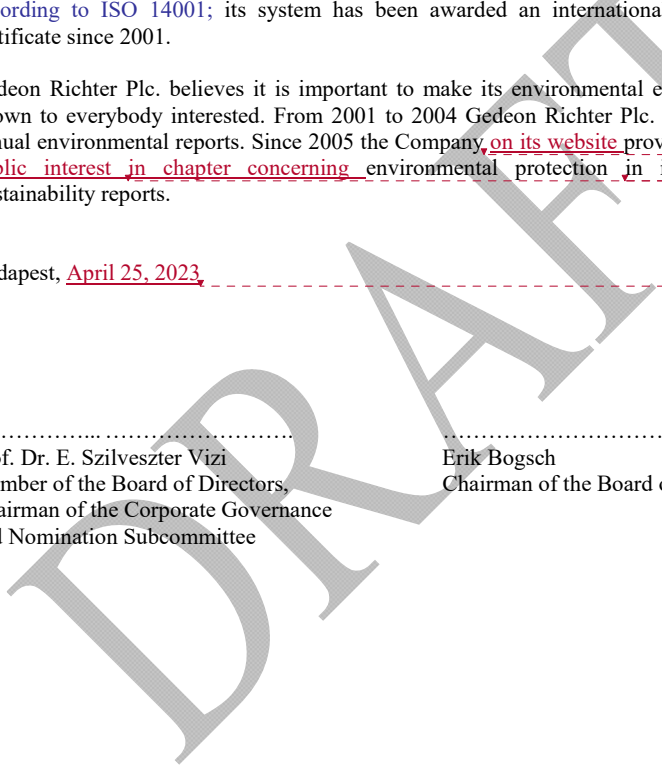 ording to ISO 14001; its system has been awarded an internationa
tificate since 2001.
deon Richter Plc. believes it is important to make its environmental e
own to everybody interested. From 2001 to 2004 Gedeon Richter Plc.
nual environmental reports. Since 2005 the Company on its website prov
blic interest in chapter concerning environmental protection in i
stainability reports.
dapest, April 25, 2023
………….. ……………………. ……………………………
f. Dr. E. Szilveszter Vizi Erik Bogsch
mber of the Board of Directors, Chairman of the Board o
airman of the Corporate Governance
d Nomination Subcommittee
DRAFT